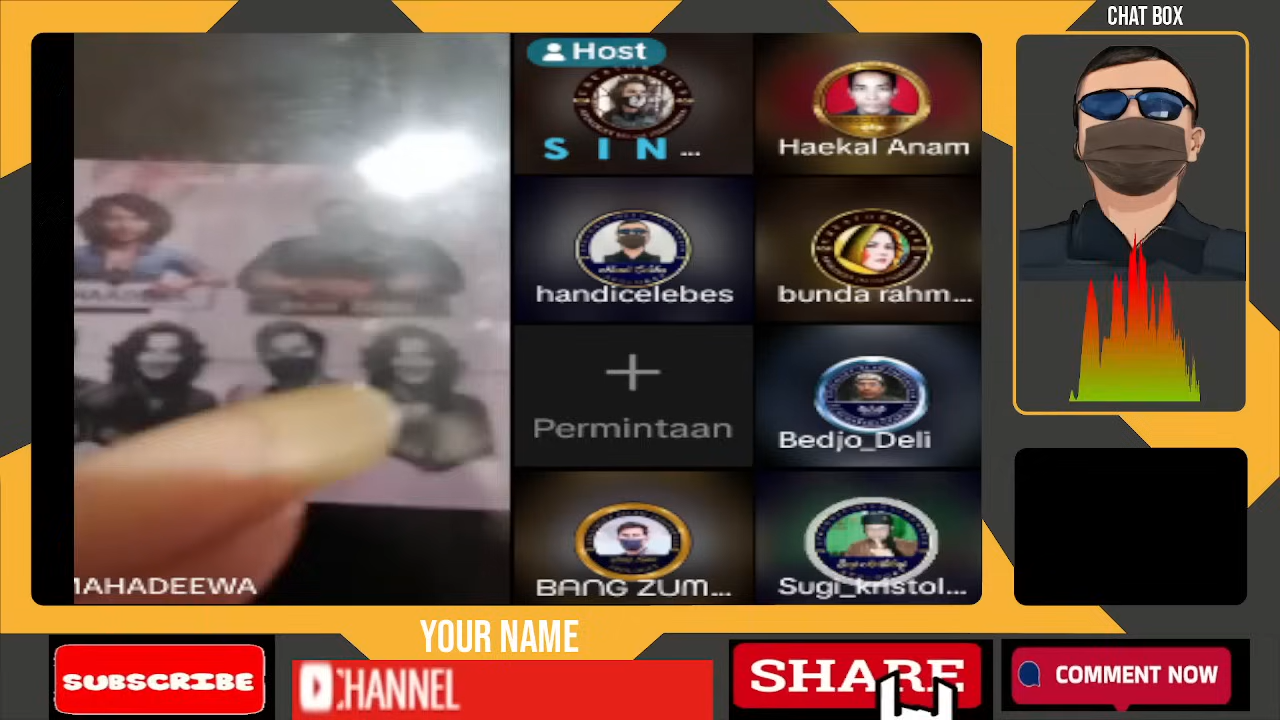 CHAT BOX
Host
S I N ...
Haekal Anam
handicelebes
bunda rahm...
Permintaan
Bedjo_Deli
MAHADEEWA
BANG ZUM...
Sugi_kristol...
YOUR NAME
SUBSCRIBE
CHANNEL
SHARE
COMMENT NOW